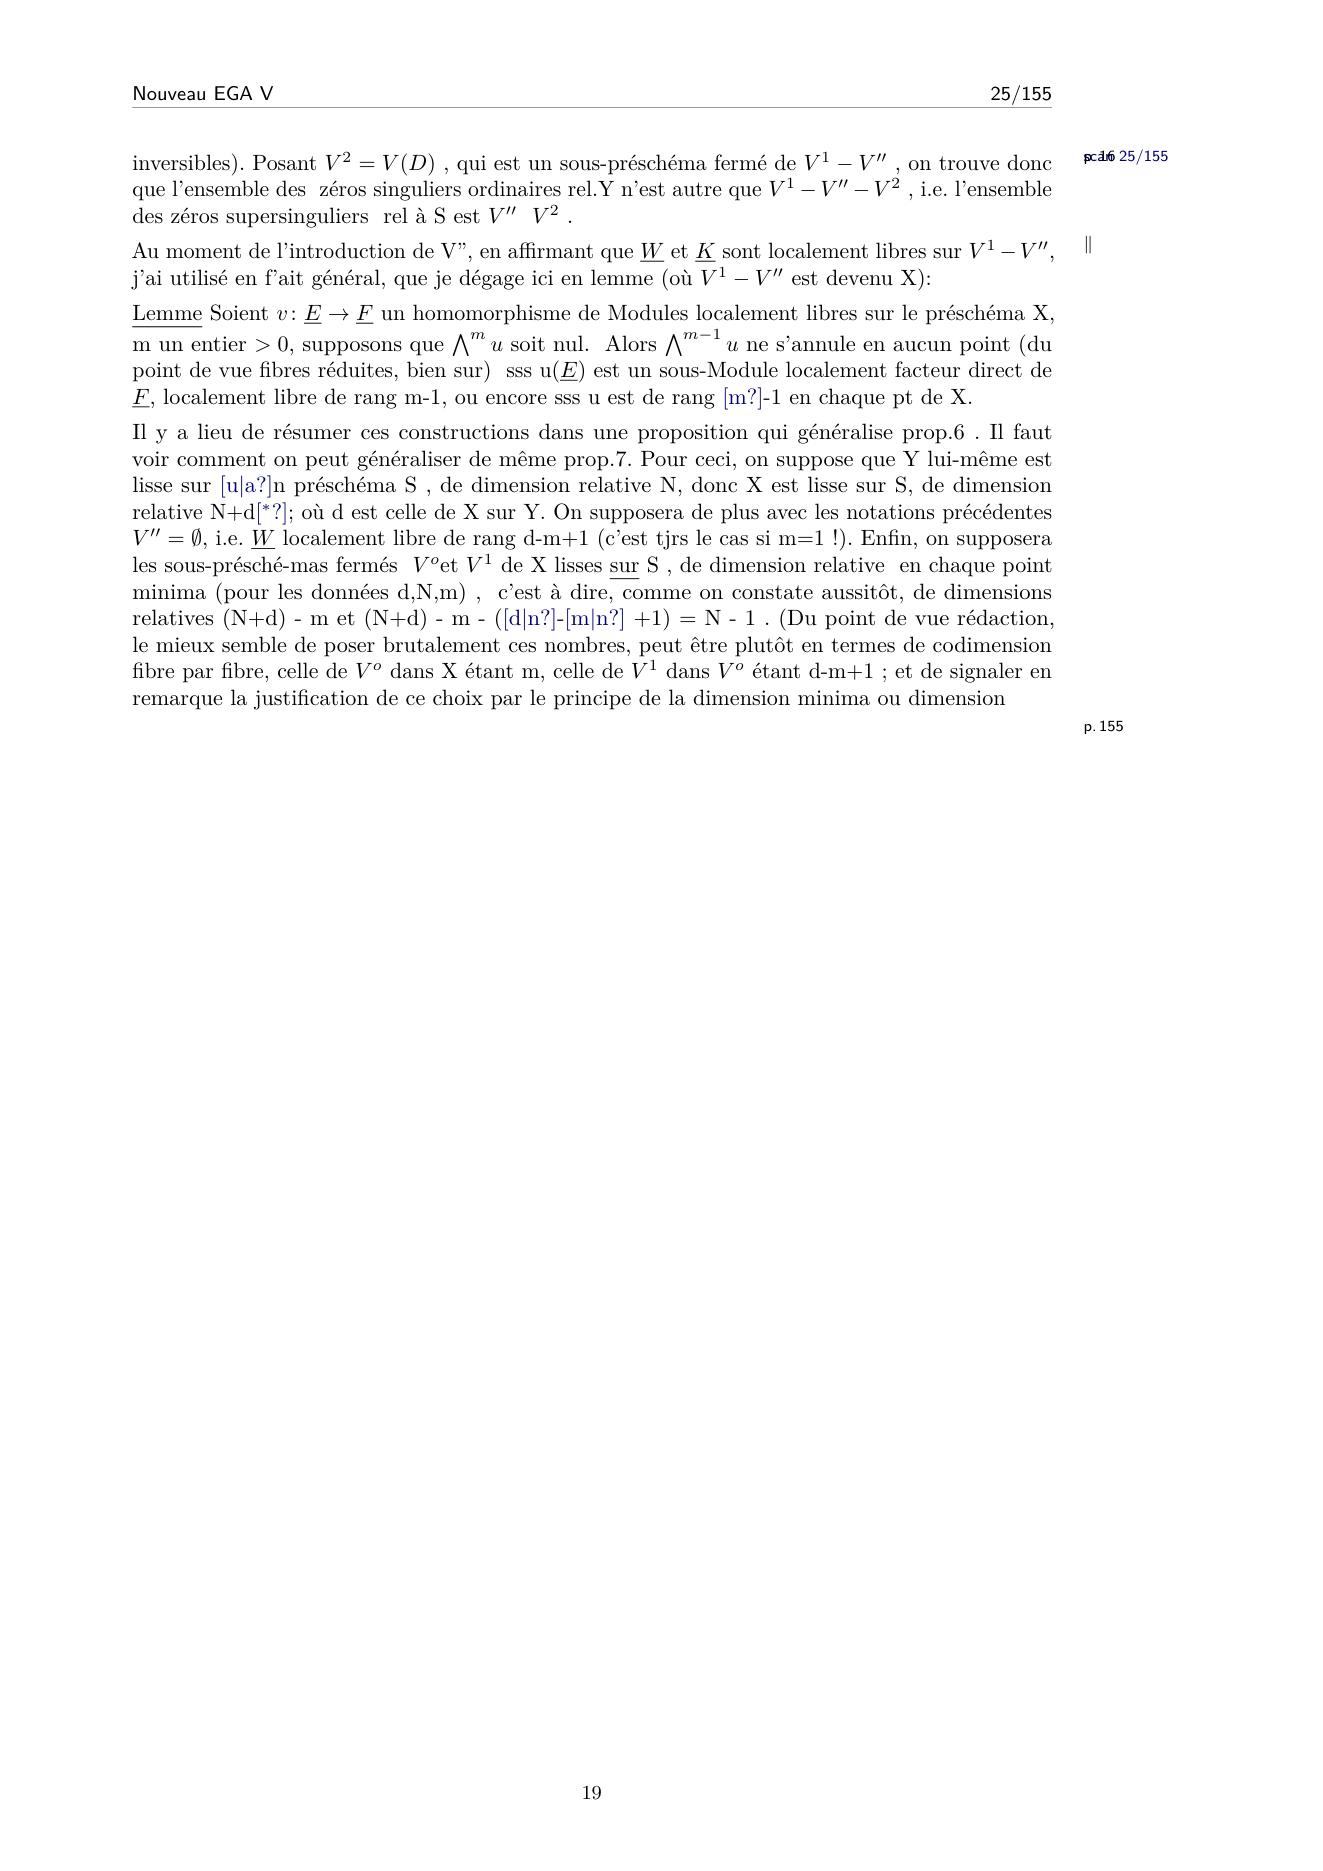 Nouveau EGA V 25/155
inversibles). Posant V² = V(D) , qui est un sous-préschéma fermé de V¹ − V″ , on trouve donc
que l'ensemble des zéros singuliers ordinaires rel.Y n'est autre que V¹ − V″ − V² , i.e. l'ensemble
des zéros supersinguliers rel à S est V″ V² .
Au moment de l'introduction de V”, en affirmant que W et K sont localement libres sur V¹ − V″,
j'ai utilisé en f'ait général, que je dégage ici en lemme (où V¹ − V″ est devenu X):
Lemme Soient v: E → F un homomorphisme de Modules localement libres sur le préschéma X,
m un entier > 0, supposons que ⋀^m u soit nul. Alors ⋀^{m−1} u ne s'annule en aucun point (du
point de vue fibres réduites, bien sur) sss u(E) est un sous-Module localement facteur direct de
F, localement libre de rang m-1, ou encore sss u est de rang [m?]-1 en chaque pt de X.
Il y a lieu de résumer ces constructions dans une proposition qui généralise prop.6 . Il faut
voir comment on peut généraliser de même prop.7. Pour ceci, on suppose que Y lui-même est
lisse sur [u|a?]n préschéma S , de dimension relative N, donc X est lisse sur S, de dimension
relative N+d[*?]; où d est celle de X sur Y. On supposera de plus avec les notations précédentes
V″ = ∅, i.e. W localement libre de rang d-m+1 (c'est tjrs le cas si m=1 !). Enfin, on supposera
les sous-présché-mas fermés V° et V¹ de X lisses sur S , de dimension relative en chaque point
minima (pour les données d,N,m) , c'est à dire, comme on constate aussitôt, de dimensions
relatives (N+d) - m et (N+d) - m - ([d|n?]-[m|n?] +1) = N - 1 . (Du point de vue rédaction,
le mieux semble de poser brutalement ces nombres, peut être plutôt en termes de codimension
fibre par fibre, celle de V° dans X étant m, celle de V¹ dans V° étant d-m+1 ; et de signaler en
remarque la justification de ce choix par le principe de la dimension minima ou dimension
p. 16
scan 25/155
‖
p. 155
19